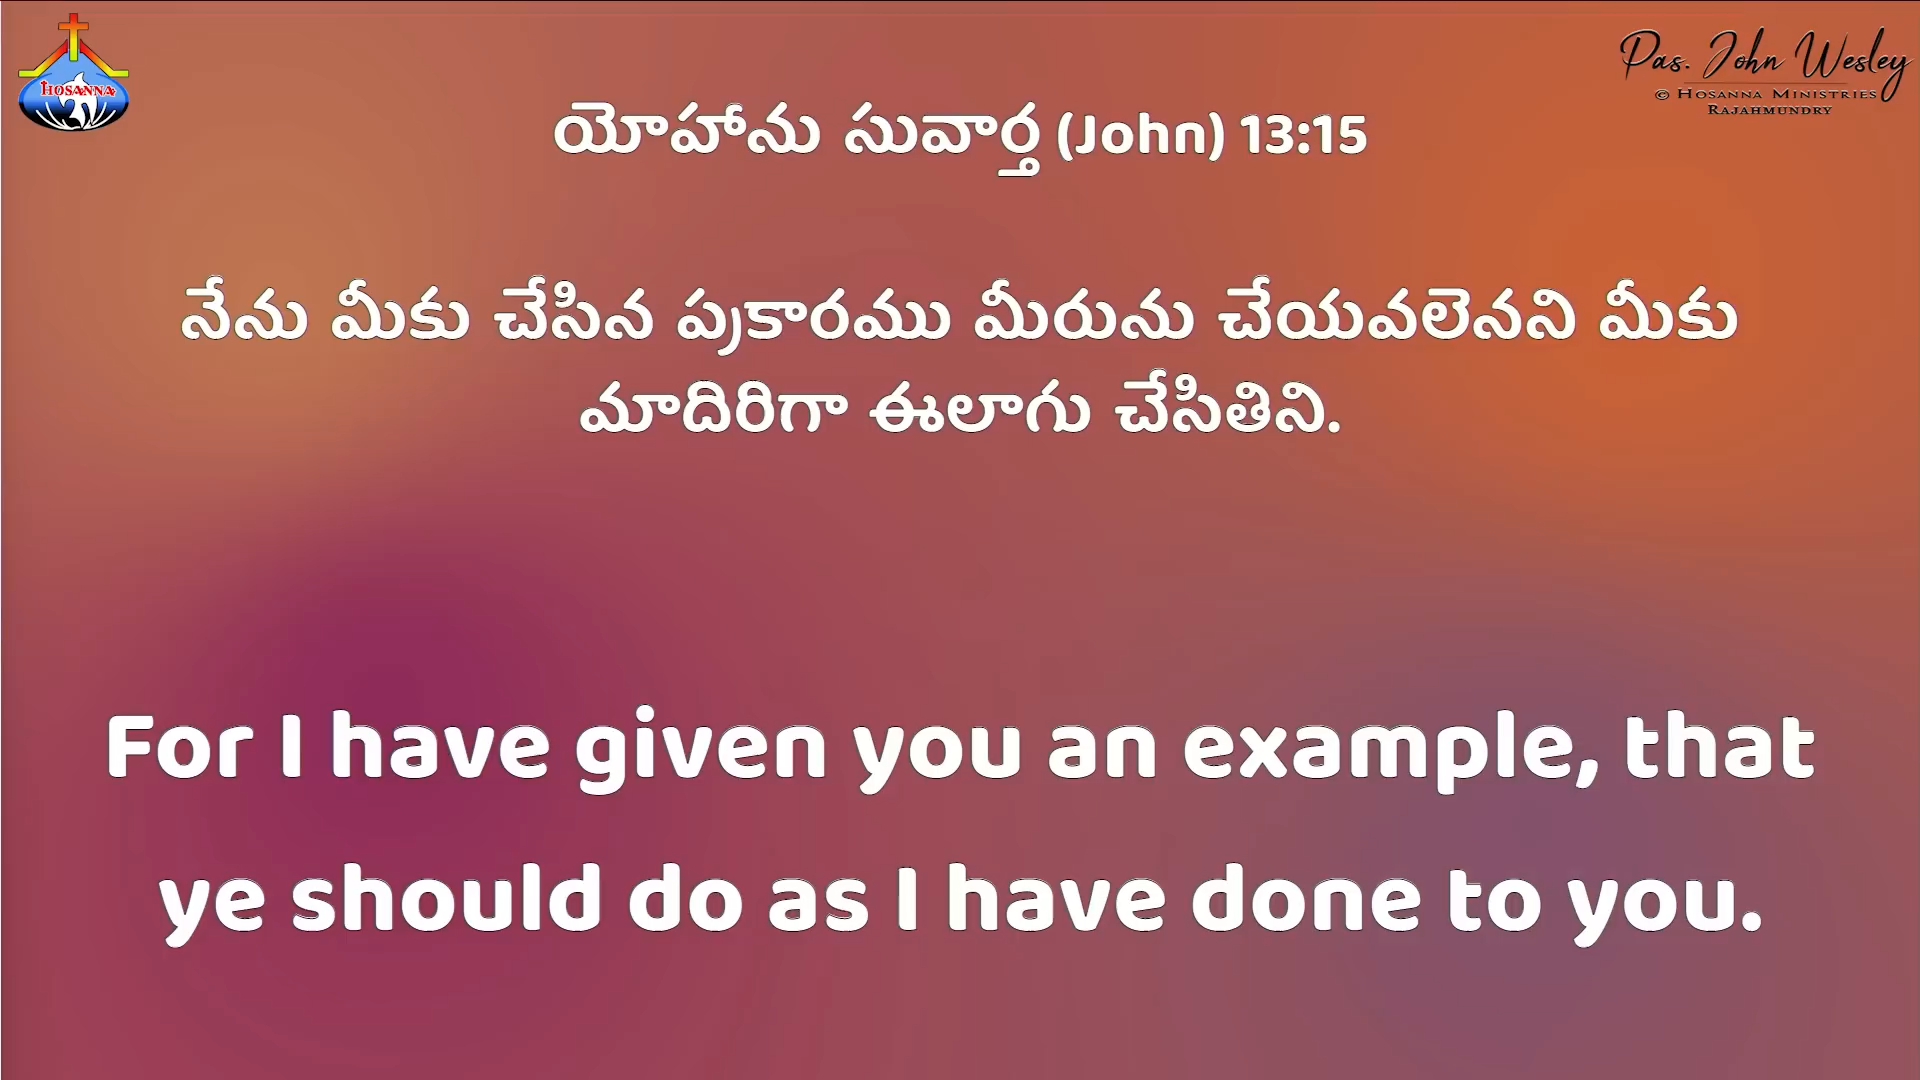 HOSANNA
Pas. John Wesley
© HOSANNA MINISTRIES
RAJAHMUNDRY
యోహాను సువార్త (John) 13:15
నేను మీకు చేసిన ప్రకారము మీరును చేయవలెనని మీకు
మాదిరిగా ఈలాగు చేసితిని.
For I have given you an example, that
ye should do as I have done to you.